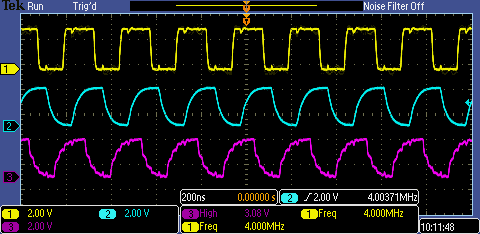 Tek Run Trig'd Noise Filter Off
1
2
3
200ns 0.00000 s 2 2.00 V 4.00371MHz
1 2.00 V 2 2.00 V 3 High 3.08 V 1 Freq 4.000MHz
3 2.00 V 1 Freq 4.000MHz 10:11:48